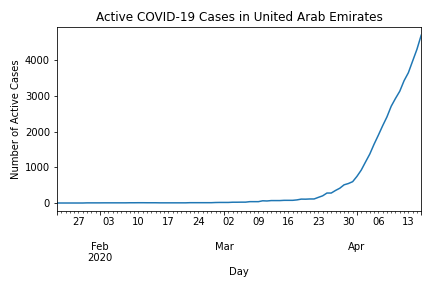 Active COVID-19 Cases in United Arab Emirates
Number of Active Cases
4000
3000
2000
1000
0
27 03 10 17 24 02 09 16 23 30 06 13
Feb Mar Apr
2020
Day